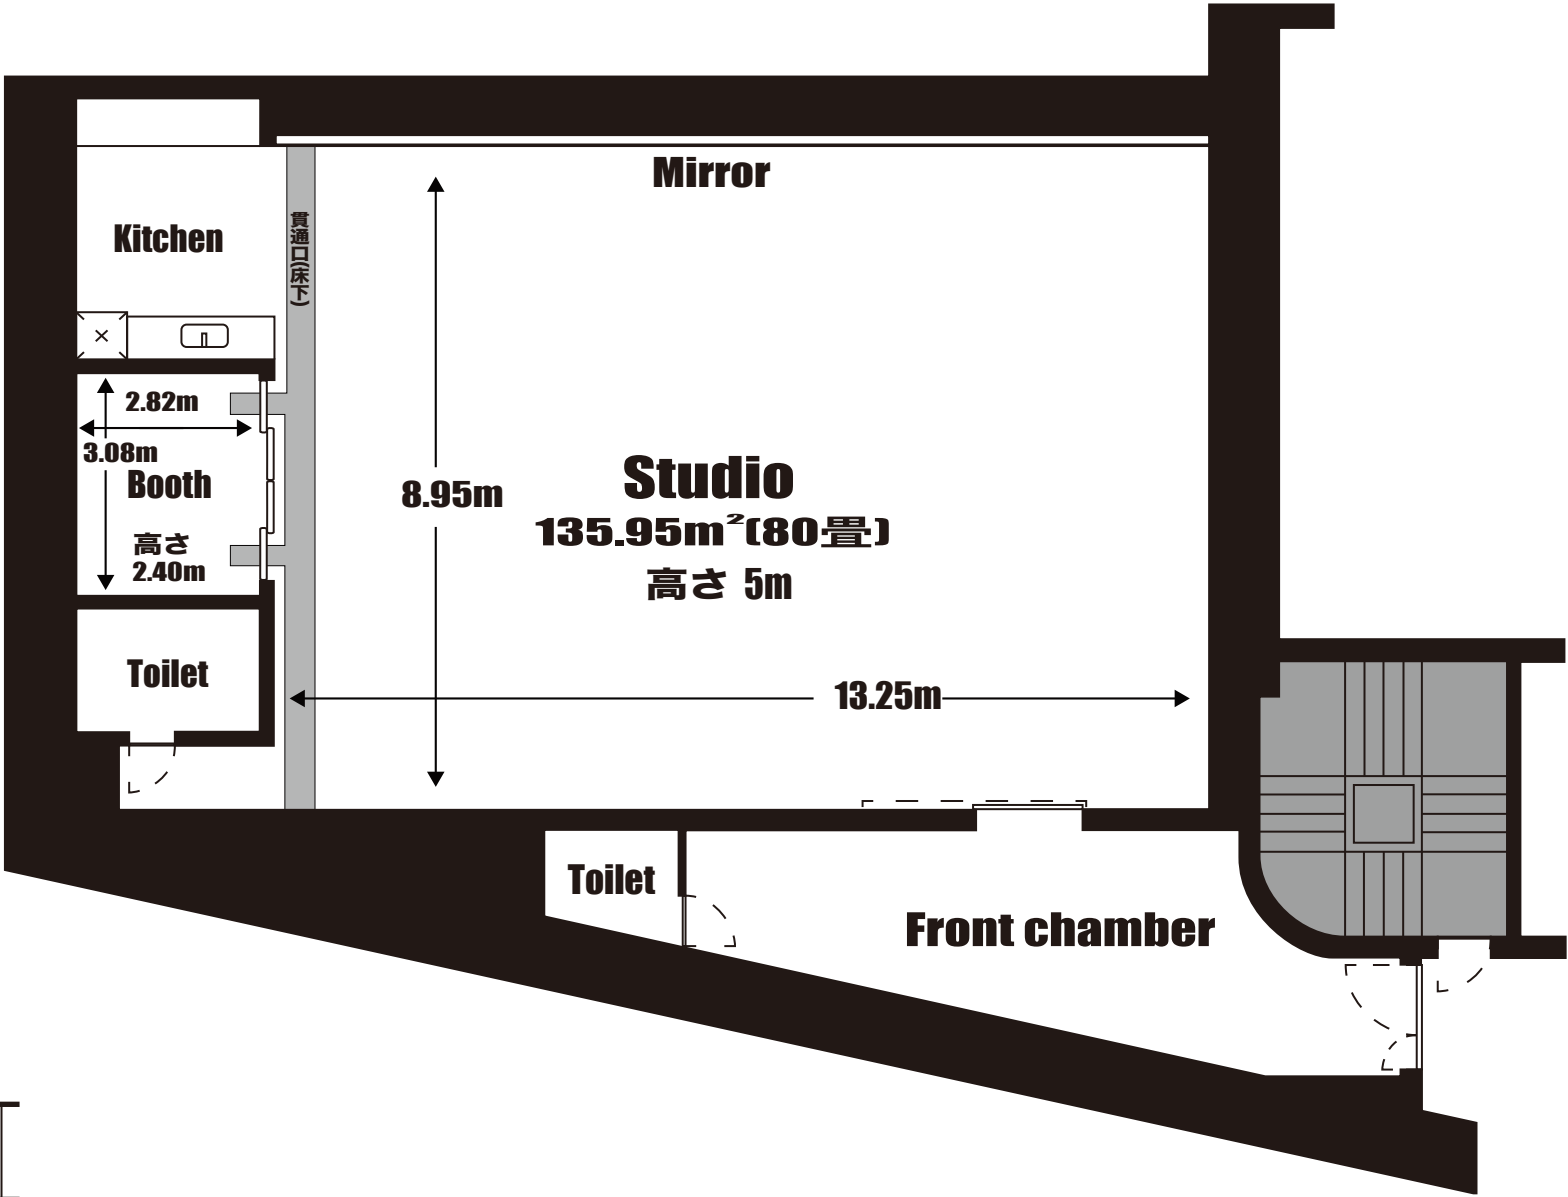 Mirror
Kitchen
貫通口(床下)
2.82m
3.08m
Booth
高さ
2.40m
8.95m
Studio
135.95m²(80畳)
高さ 5m
Toilet
13.25m
Toilet
Front chamber